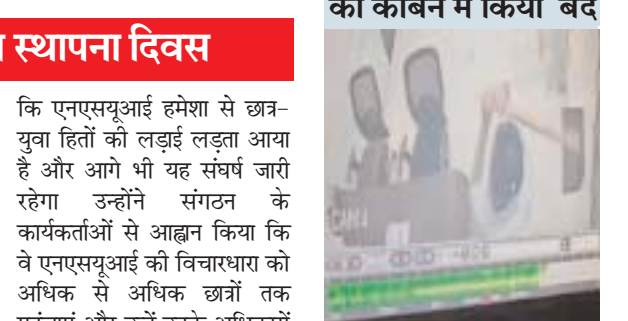 स्थापना दिवस
कि एनएसयूआई हमेशा से छात्र–
युवा हितों की लड़ाई लड़ता आया
है और आगे भी यह संघर्ष जारी
रहेगा उन्होंने संगठन के
कार्यकर्ताओं से आह्वान किया कि
वे एनएसयूआई की विचारधारा को
अधिक से अधिक छात्रों तक
को केबिन में किया बंद